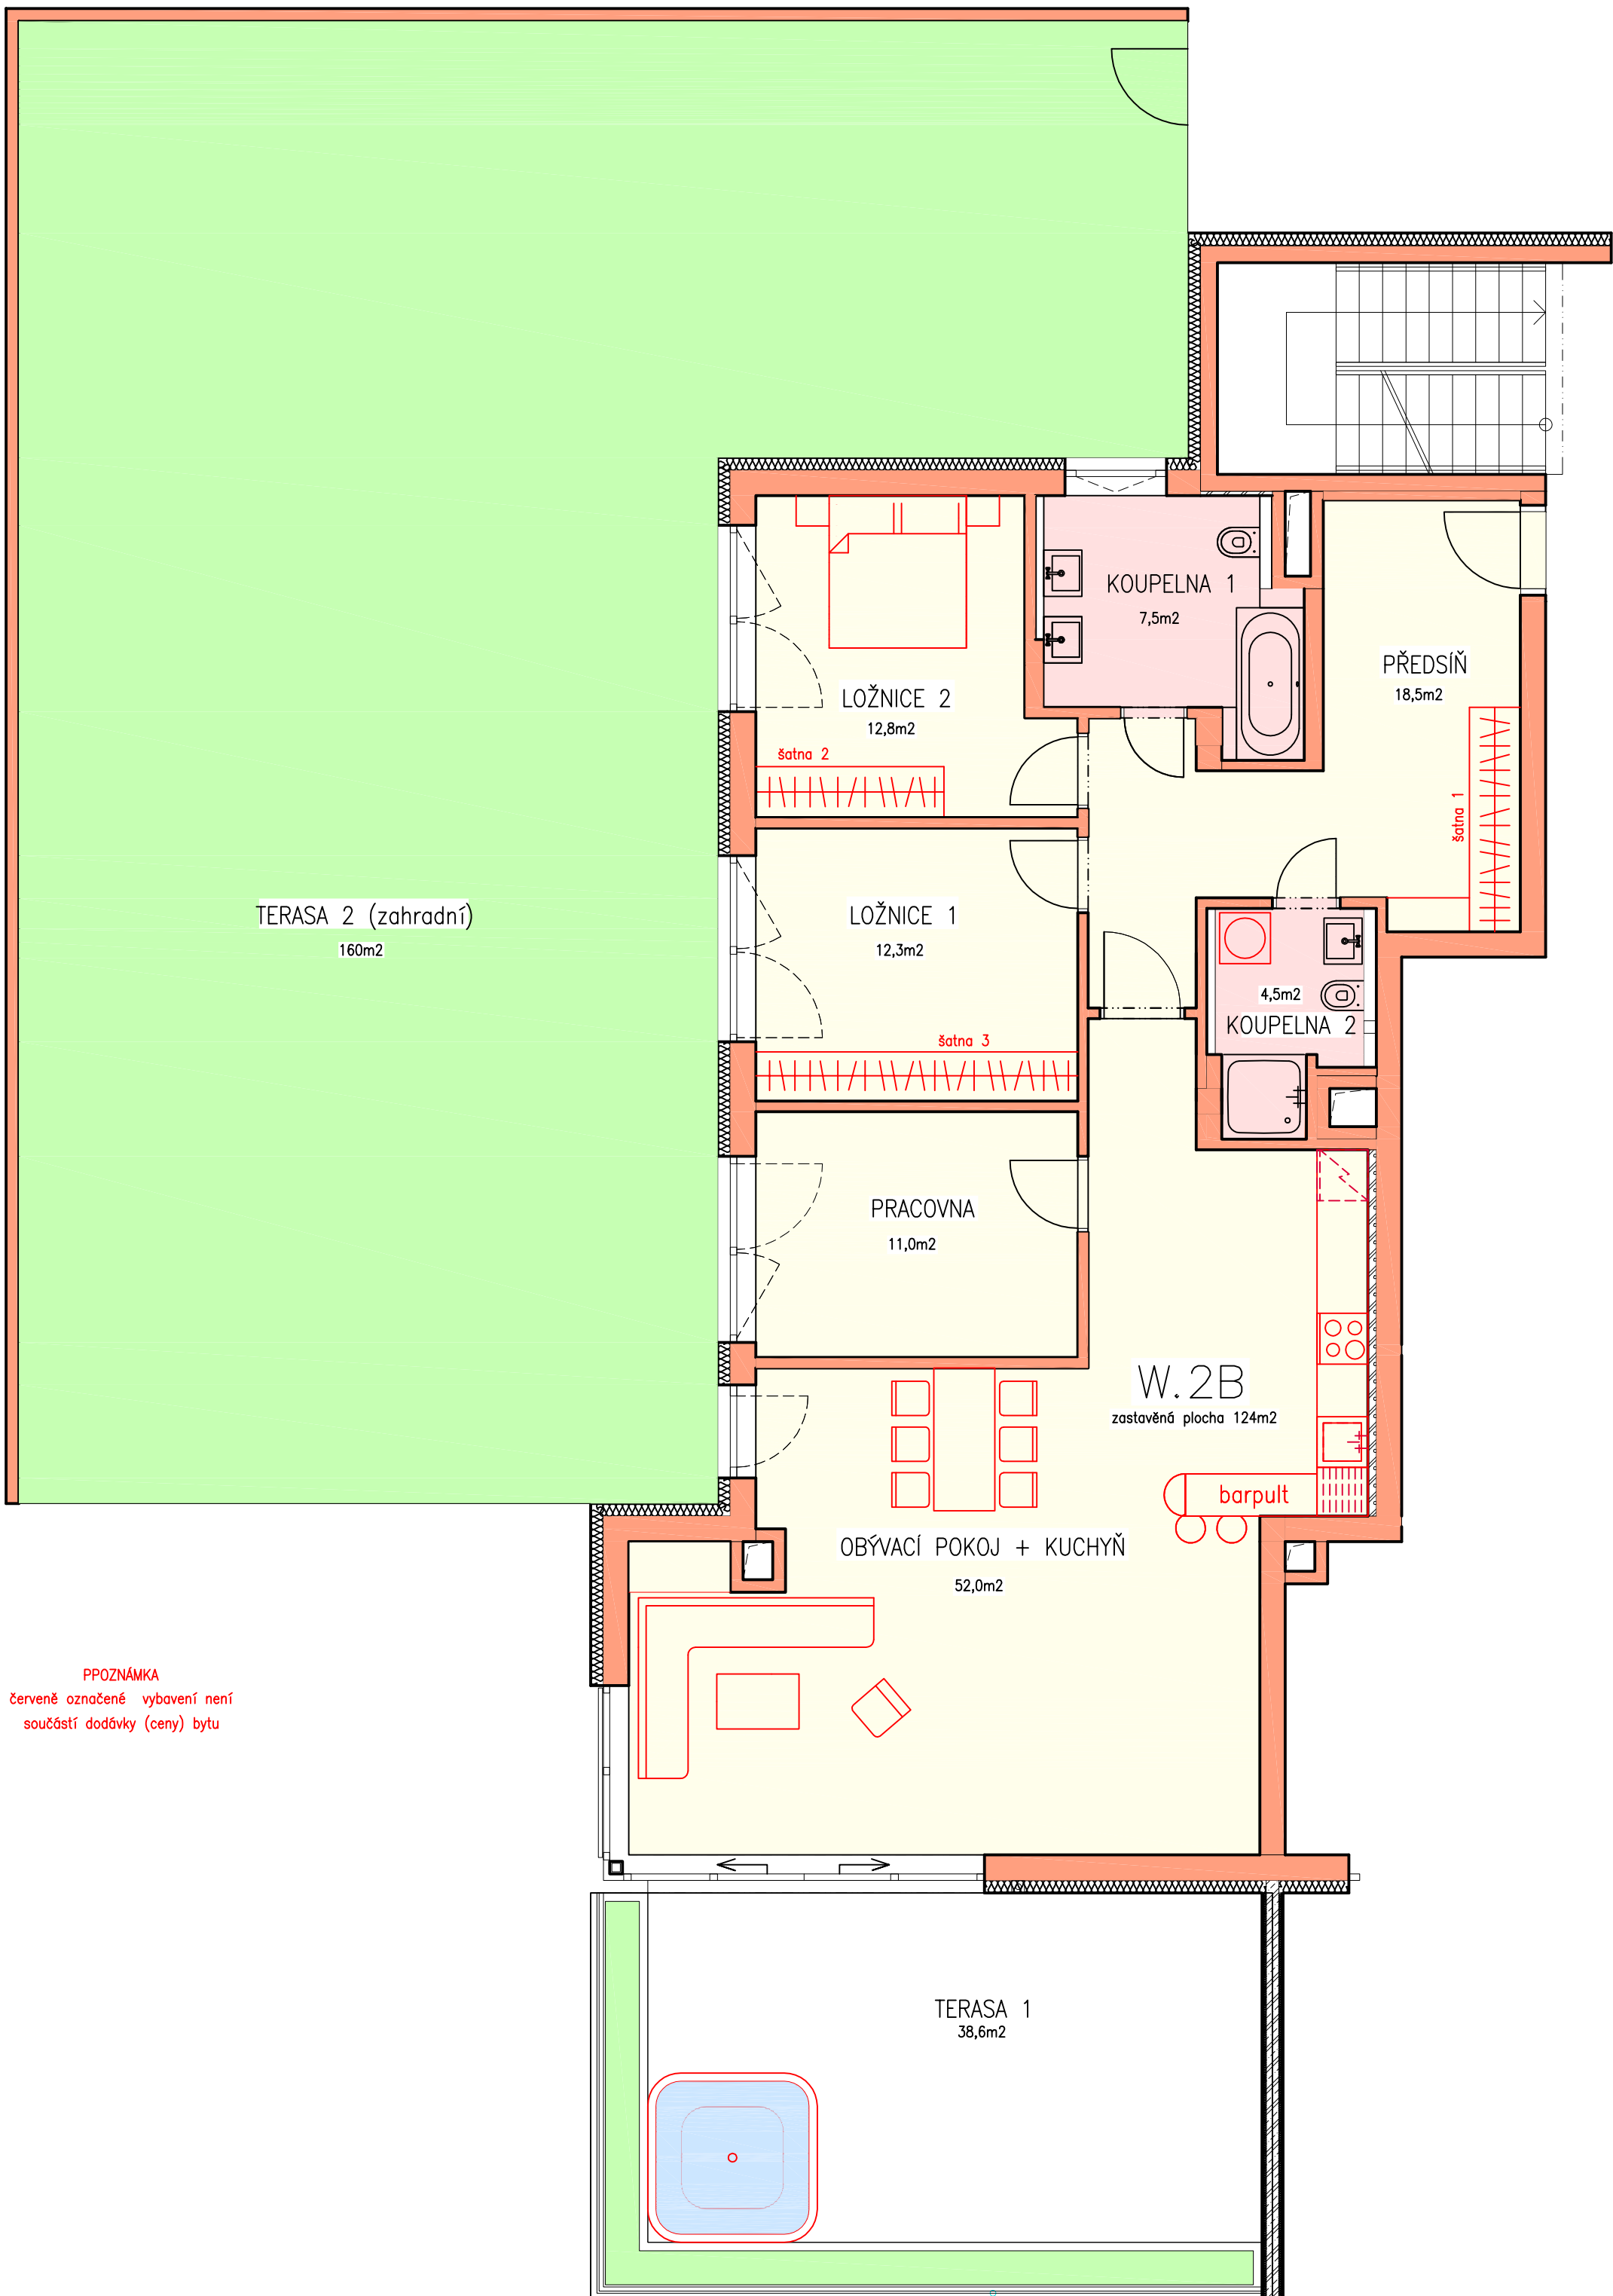 KOUPELNA 1
7,5m2
PŘEDSÍŇ
18,5m2
LOŽNICE 2
12,8m2
šatna 2
šatna 1
TERASA 2 (zahradní)
160m2
LOŽNICE 1
12,3m2
šatna 3
4,5m2
KOUPELNA 2
PRACOVNA
11,0m2
W.2B
zastavěná plocha 124m2
barpult
OBÝVACÍ POKOJ + KUCHYŇ
52,0m2
PPOZNÁMKA
červeně označené vybavení není
součástí dodávky (ceny) bytu
TERASA 1
38,6m2